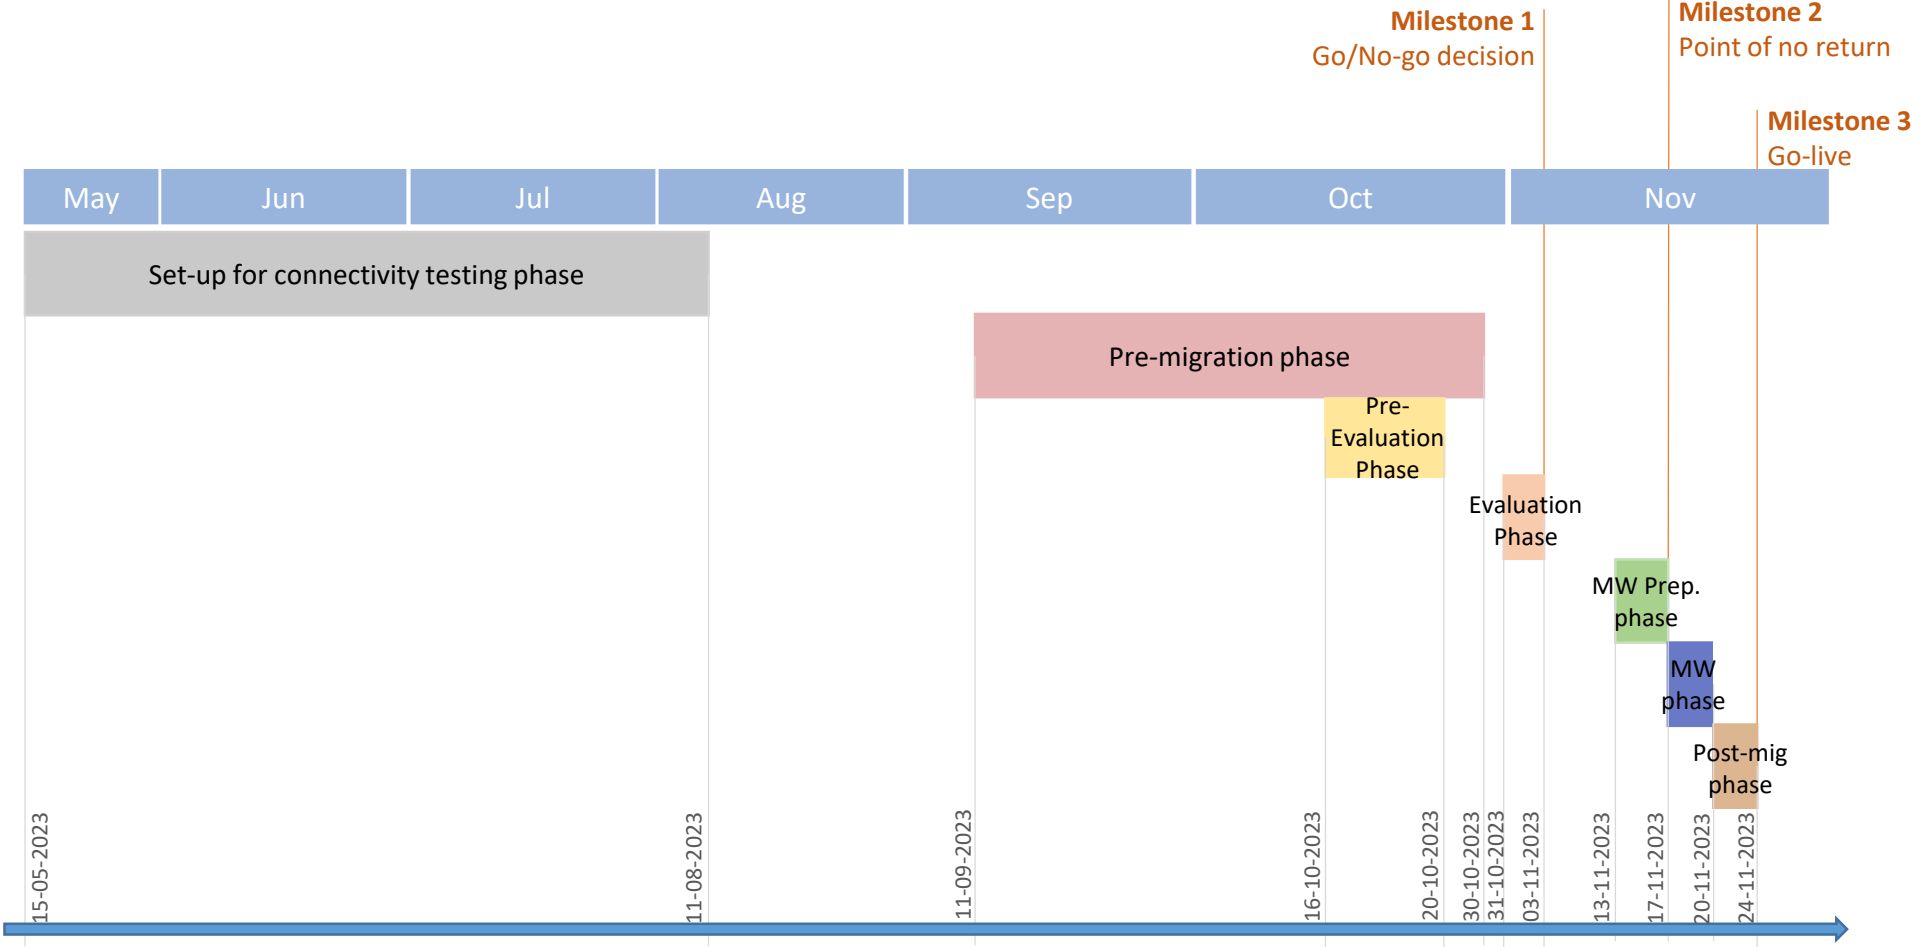 Milestone 1
Go/No-go decision
Milestone 2
Point of no return
Milestone 3
Go-live
May
Jun
Jul
Aug
Sep
Oct
Nov
Set-up for connectivity testing phase
Pre-migration phase
Pre-
Evaluation
Phase
Evaluation
Phase
MW Prep.
phase
MW
phase
Post-mig
phase
15-05-2023
11-08-2023
11-09-2023
16-10-2023
20-10-2023
30-10-2023
31-10-2023
03-11-2023
13-11-2023
17-11-2023
20-11-2023
24-11-2023